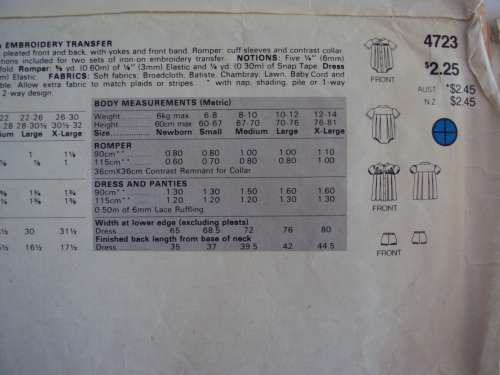 EMBROIDERY TRANSFER
pleated front and back, with yokes and front band. Romper: cuff sleeves and contrast collar
tions included for two sets of iron-on embroidery transfer. NOTIONS: Five ¼" (6mm)
fold Romper: ⅝ yd. (0.60m) of ⅛" (3mm) Elastic and ¼ yd. (0.30m) of Snap Tape Dress
m) Elastic. FABRICS: Soft fabrics: Broadcloth, Batiste, Chambray, Lawn, Baby Cord and
ble. Allow extra fabric to match plaids or stripes. * with nap, shading, pile or 1-way
2-way design.
4723
$2.25
AUST *$2.45
N Z $2.45
FRONT
FRONT
FRONT
22 22-26 26-30
28 28-30½ 30½-32
Large X-Large
1 1⅛
1⅜ 1¾
30 31½
16½ 17½
BODY MEASUREMENTS (Metric)
Weight 6kg max 6-8 8-10 10-12 12-14
Height 60cm max 60-67 67-70 70-76 76-81
Size Newborn Small Medium Large X-Large
ROMPER
90cm** 0.80 0.80 1.00 1.00 1.10
115cm** 0.60 0.70 0.80 0.80 1.00
36cmX36cm Contrast Remnant for Collar
DRESS AND PANTIES
90cm** 1.30 1.30 1.50 1.60 1.60
115cm** 1.20 1.20 1.20 1.30 1.30
0.50m of 6mm Lace Ruffling.
Width at lower edge (excluding pleats)
Dress 65 68.5 72 76 80
Finished back length from base of neck
Dress 35 37 39.5 42 44.5